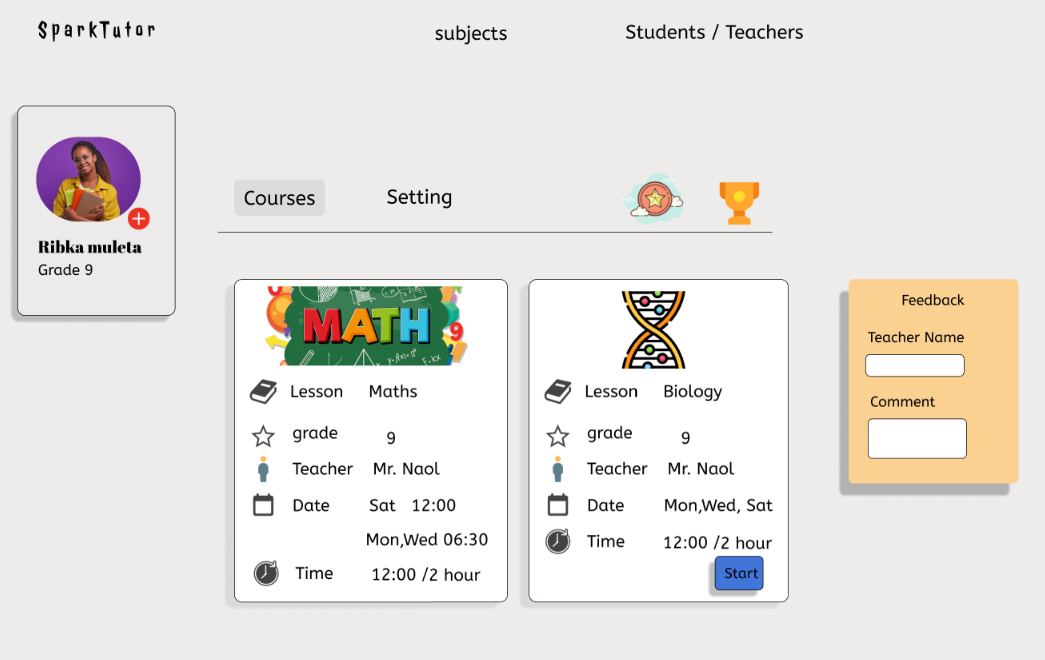 SparkTutor
subjects
Students / Teachers
Ribka muleta
Grade 9
Courses
Setting
MATH
9
Lesson Maths
grade 9
Teacher Mr. Naol
Date Sat 12:00
Mon,Wed 06:30
Time 12:00 /2 hour
Lesson Biology
grade 9
Teacher Mr. Naol
Date Mon,Wed, Sat
Time 12:00 /2 hour
Start
Feedback
Teacher Name
Comment